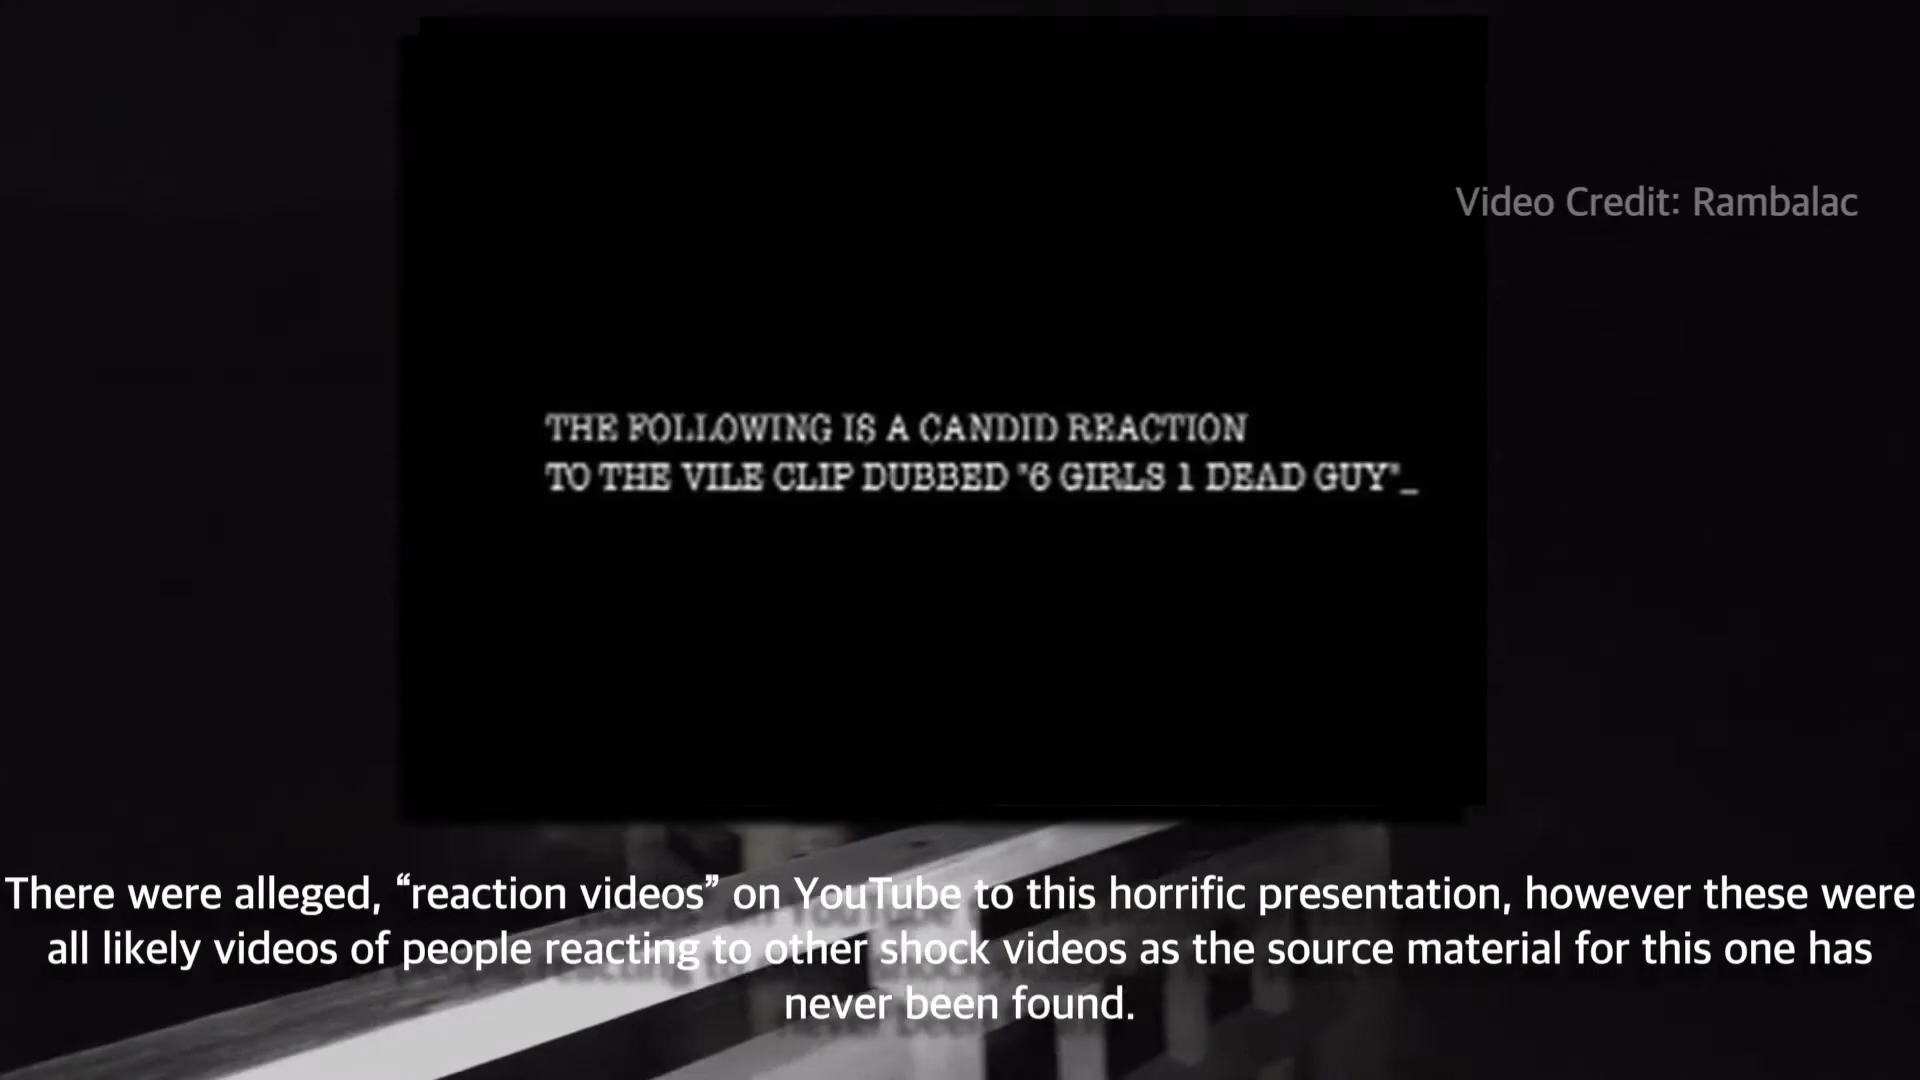 Video Credit: Rambalac
THE FOLLOWING IS A CANDID REACTION
TO THE VILE CLIP DUBBED "6 GIRLS 1 DEAD GUY"_
There were alleged, “reaction videos” on YouTube to this horrific presentation, however these were
all likely videos of people reacting to other shock videos as the source material for this one has
never been found.